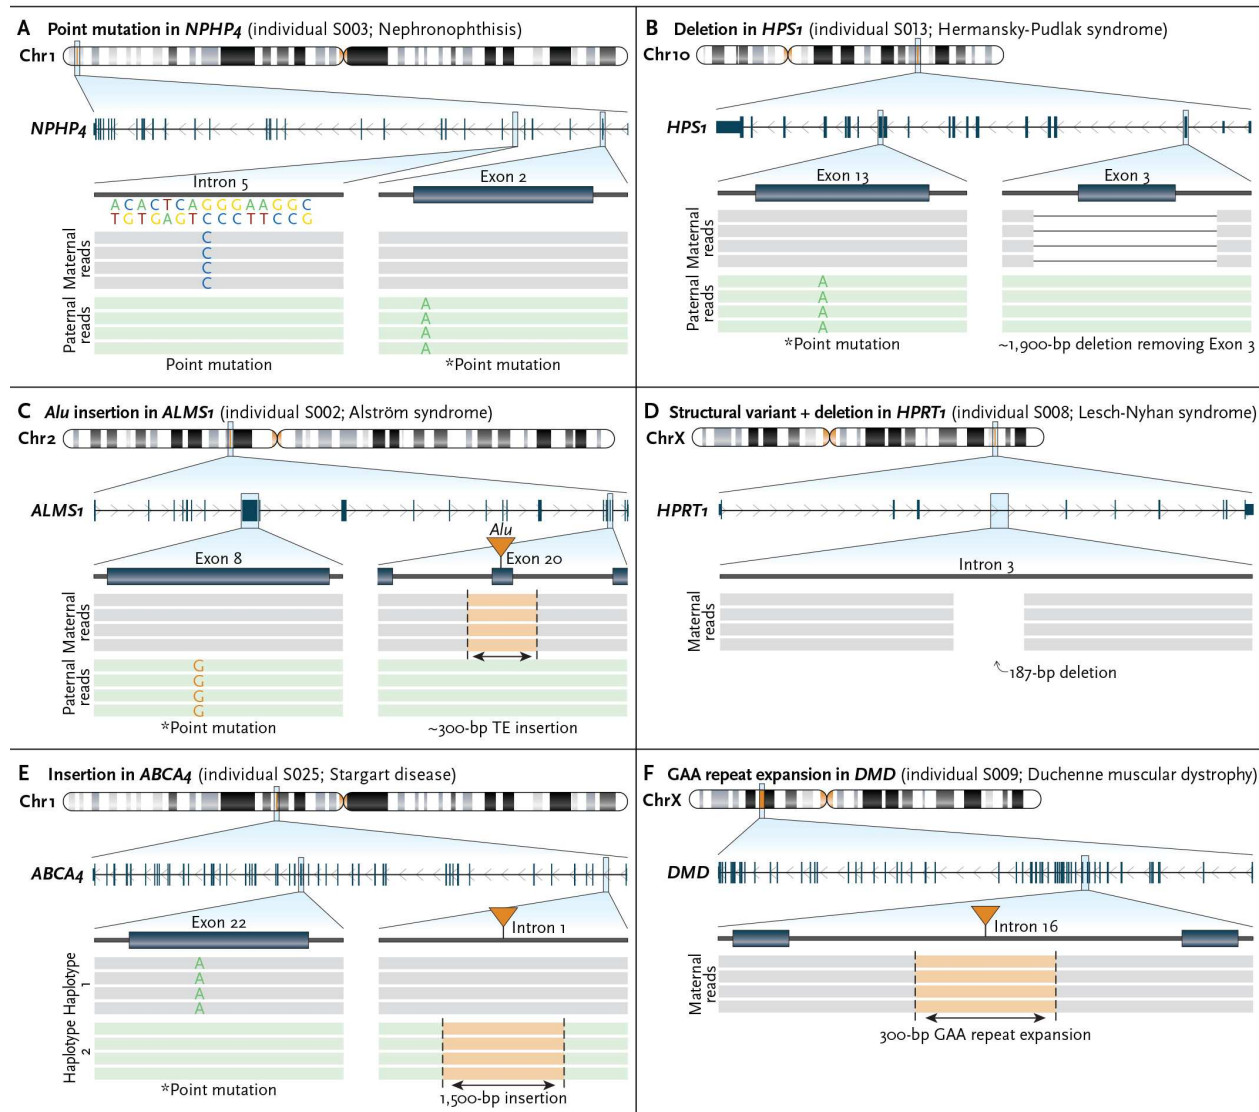 A Point mutation in NPHP4 (individual S003; Nephronophthisis)
Chr1
NPHP4
Intron 5
Exon 2
ACACTCAGGGAAGGC
TGTGAGTCCCTTCCG
Maternal reads
C
C
C
C
Paternal reads
A
A
A
A
Point mutation
*Point mutation
B Deletion in HPS1 (individual S013; Hermansky-Pudlak syndrome)
Chr10
HPS1
Exon 13
Exon 3
Maternal reads
Paternal reads
A
A
A
A
*Point mutation
~1,900-bp deletion removing Exon 3
C Alu insertion in ALMS1 (individual S002; Alström syndrome)
Chr2
ALMS1
Alu
Exon 8
Exon 20
Maternal reads
Paternal reads
G
G
G
G
*Point mutation
~300-bp TE insertion
D Structural variant + deletion in HPRT1 (individual S008; Lesch-Nyhan syndrome)
ChrX
HPRT1
Intron 3
Maternal reads
187-bp deletion
E Insertion in ABCA4 (individual S025; Stargart disease)
Chr1
ABCA4
Exon 22
Intron 1
Haplotype 1
A
A
A
A
Haplotype 2
*Point mutation
1,500-bp insertion
F GAA repeat expansion in DMD (individual S009; Duchenne muscular dystrophy)
ChrX
DMD
Intron 16
Maternal reads
300-bp GAA repeat expansion